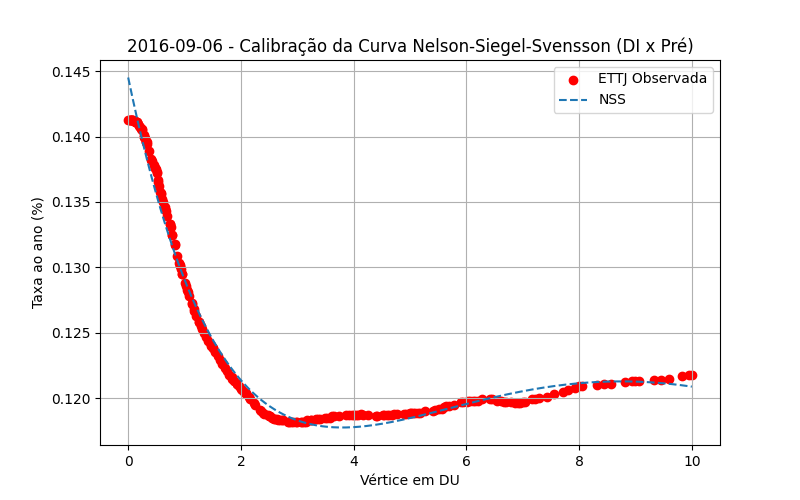 2016-09-06 - Calibração da Curva Nelson-Siegel-Svensson (DI x Pré)
ETTJ Observada
NSS
Taxa ao ano (%)
0.145
0.140
0.135
0.130
0.125
0.120
0
2
4
6
8
10
Vértice em DU